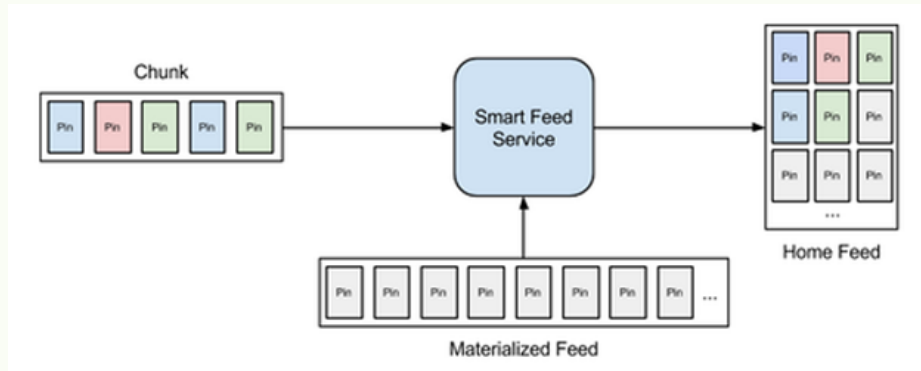 Chunk
Pin Pin Pin Pin Pin
Smart Feed
Service
Pin Pin Pin
Pin Pin Pin
Pin Pin Pin
...
Home Feed
Pin Pin Pin Pin Pin Pin Pin Pin ...
Materialized Feed